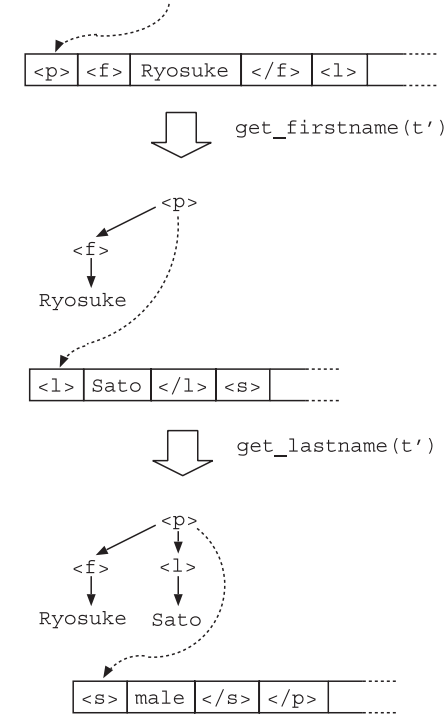 <p> <f> Ryosuke </f> <l>
get_firstname(t')
<p>
<f>
Ryosuke
<l> Sato </l> <s>
get_lastname(t')
<p>
<f> <l>
Ryosuke Sato
<s> male </s> </p>